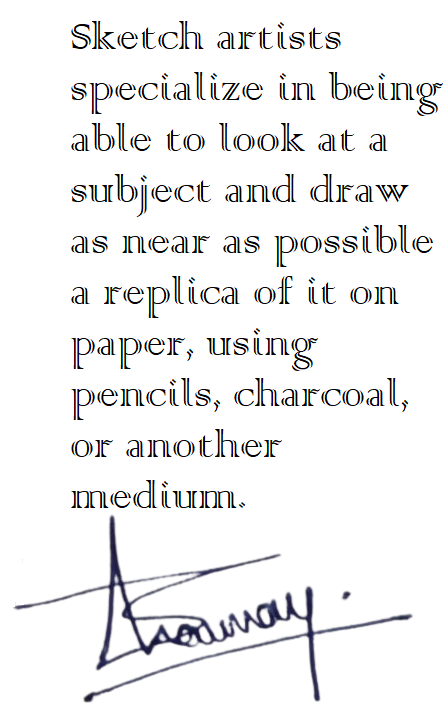 Sketch artists
specialize in being
able to look at a
subject and draw
as near as possible
a replica of it on
paper, using
pencils, charcoal,
or another
medium.